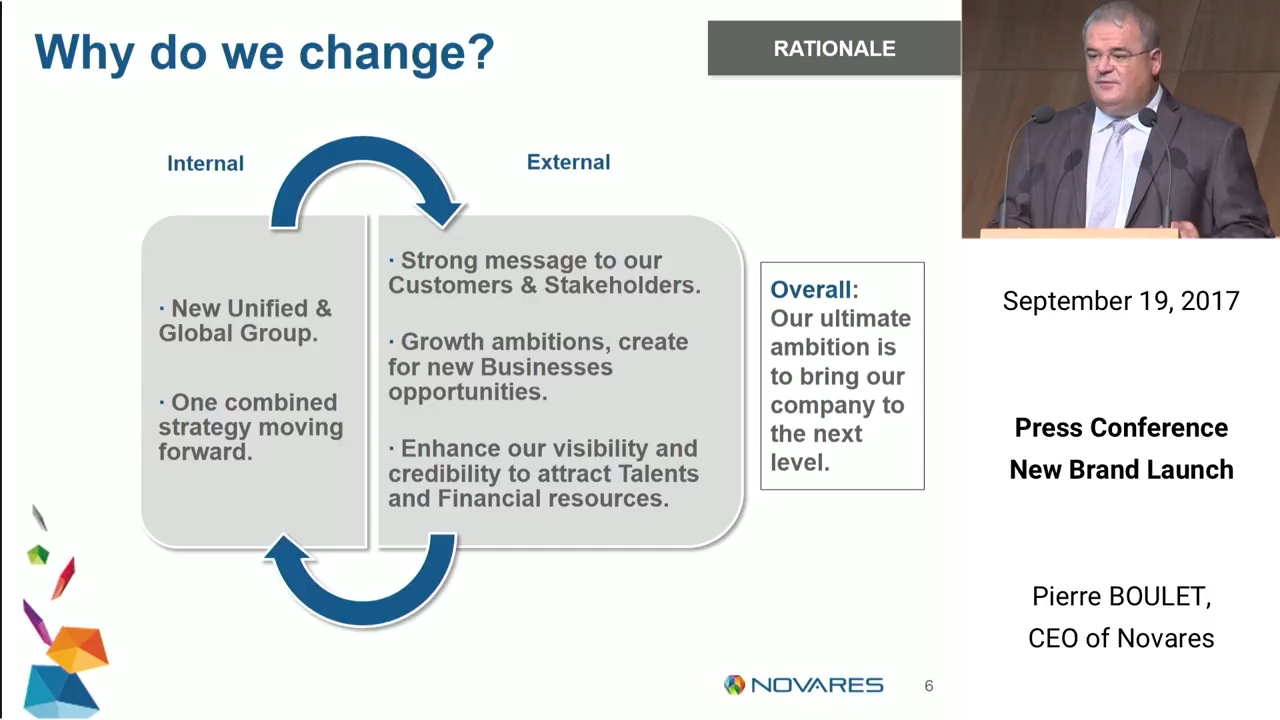 Why do we change?
RATIONALE
Internal
External
· New Unified &
Global Group.
· One combined
strategy moving
forward.
· Strong message to our
Customers & Stakeholders.
· Growth ambitions, create
for new Businesses
opportunities.
· Enhance our visibility and
credibility to attract Talents
and Financial resources.
Overall:
Our ultimate
ambition is
to bring our
company to
the next
level.
NOVARES
6
September 19, 2017
Press Conference
New Brand Launch
Pierre BOULET,
CEO of Novares